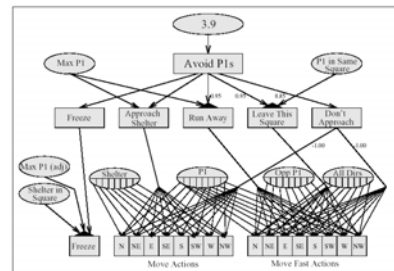 3.9
Avoid P1s
Max P1
P1 in Same
Square
0.95
0.95
0.85
Freeze
Approach
Shelter
Run Away
Leave This
Square
Don't
Approach
-1.00
-1.00
Max P1 (adj)
Shelter in
Square
Shelter
P1
Opp P1
All Dirs
Freeze
N NE E SE S SW W NW
N NE E SE S SW W NW
Move Actions
Move Fast Actions